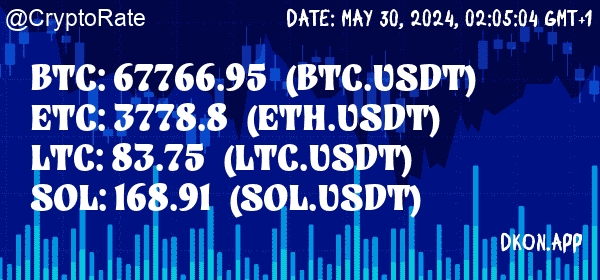 @CryptoRate
DATE: MAY 30, 2024, 02:05:04 GMT+1
BTC: 67766.95 (BTC.USDT)
ETC: 3778.8 (ETH.USDT)
LTC: 83.75 (LTC.USDT)
SOL: 168.91 (SOL.USDT)
DKON.APP